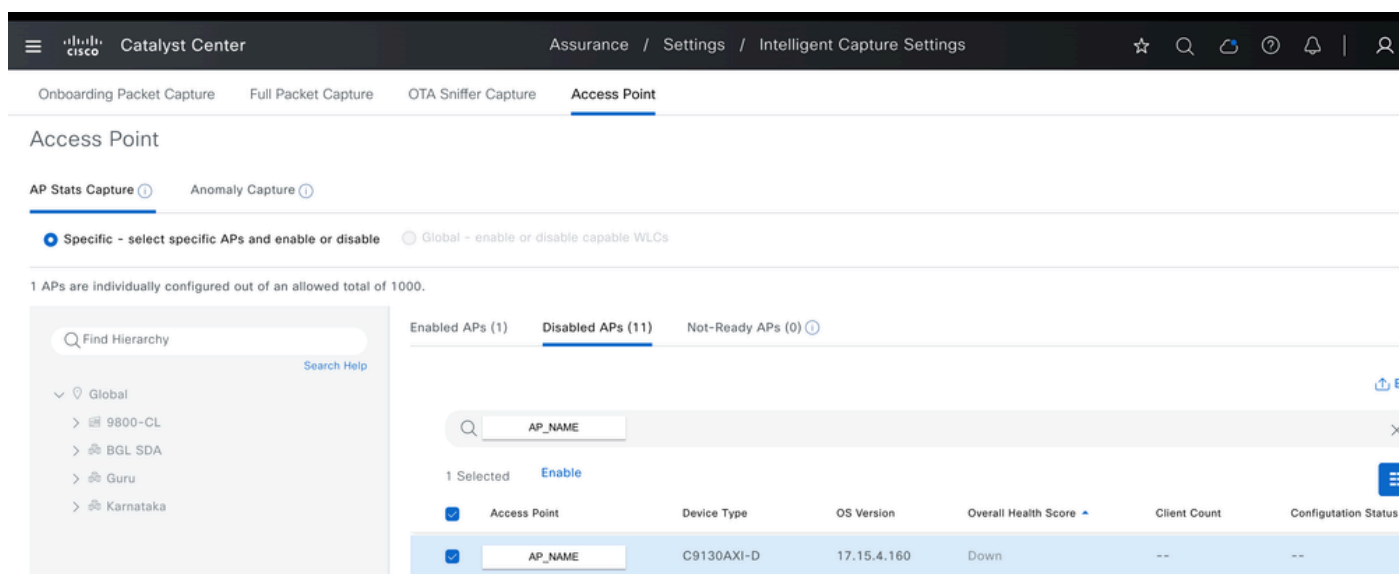 CISCO Catalyst Center Assurance / Settings / Intelligent Capture Settings
Onboarding Packet Capture Full Packet Capture OTA Sniffer Capture Access Point
Access Point
AP Stats Capture Anomaly Capture
Specific - select specific APs and enable or disable Global - enable or disable capable WLCs
1 APs are individually configured out of an allowed total of 1000.
Find Hierarchy
Search Help
Global
9800-CL
BGL SDA
Guru
Karnataka
Enabled APs (1) Disabled APs (11) Not-Ready APs (0)
AP_NAME
1 Selected Enable
Access Point Device Type OS Version Overall Health Score Client Count Configutation Status
AP_NAME C9130AXI-D 17.15.4.160 Down -- --